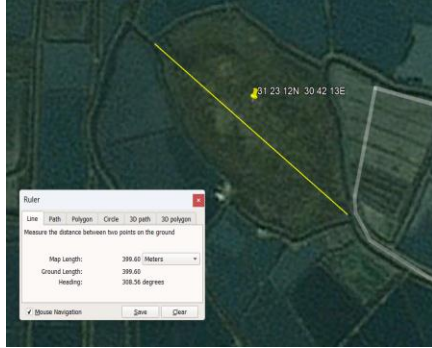 31 23 12N 30 42 13E
Ruler
Line Path Polygon Circle 3D path 3D polygon
Measure the distance between two points on the ground
Map Length: 399.60 Meters
Ground Length: 399.60
Heading: 308.56 degrees
Mouse Navigation Save Clear